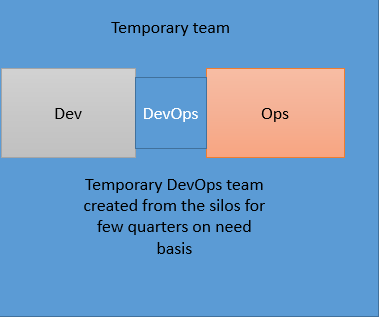 Temporary team
Dev
DevOps
Ops
Temporary DevOps team
created from the silos for
few quarters on need
basis